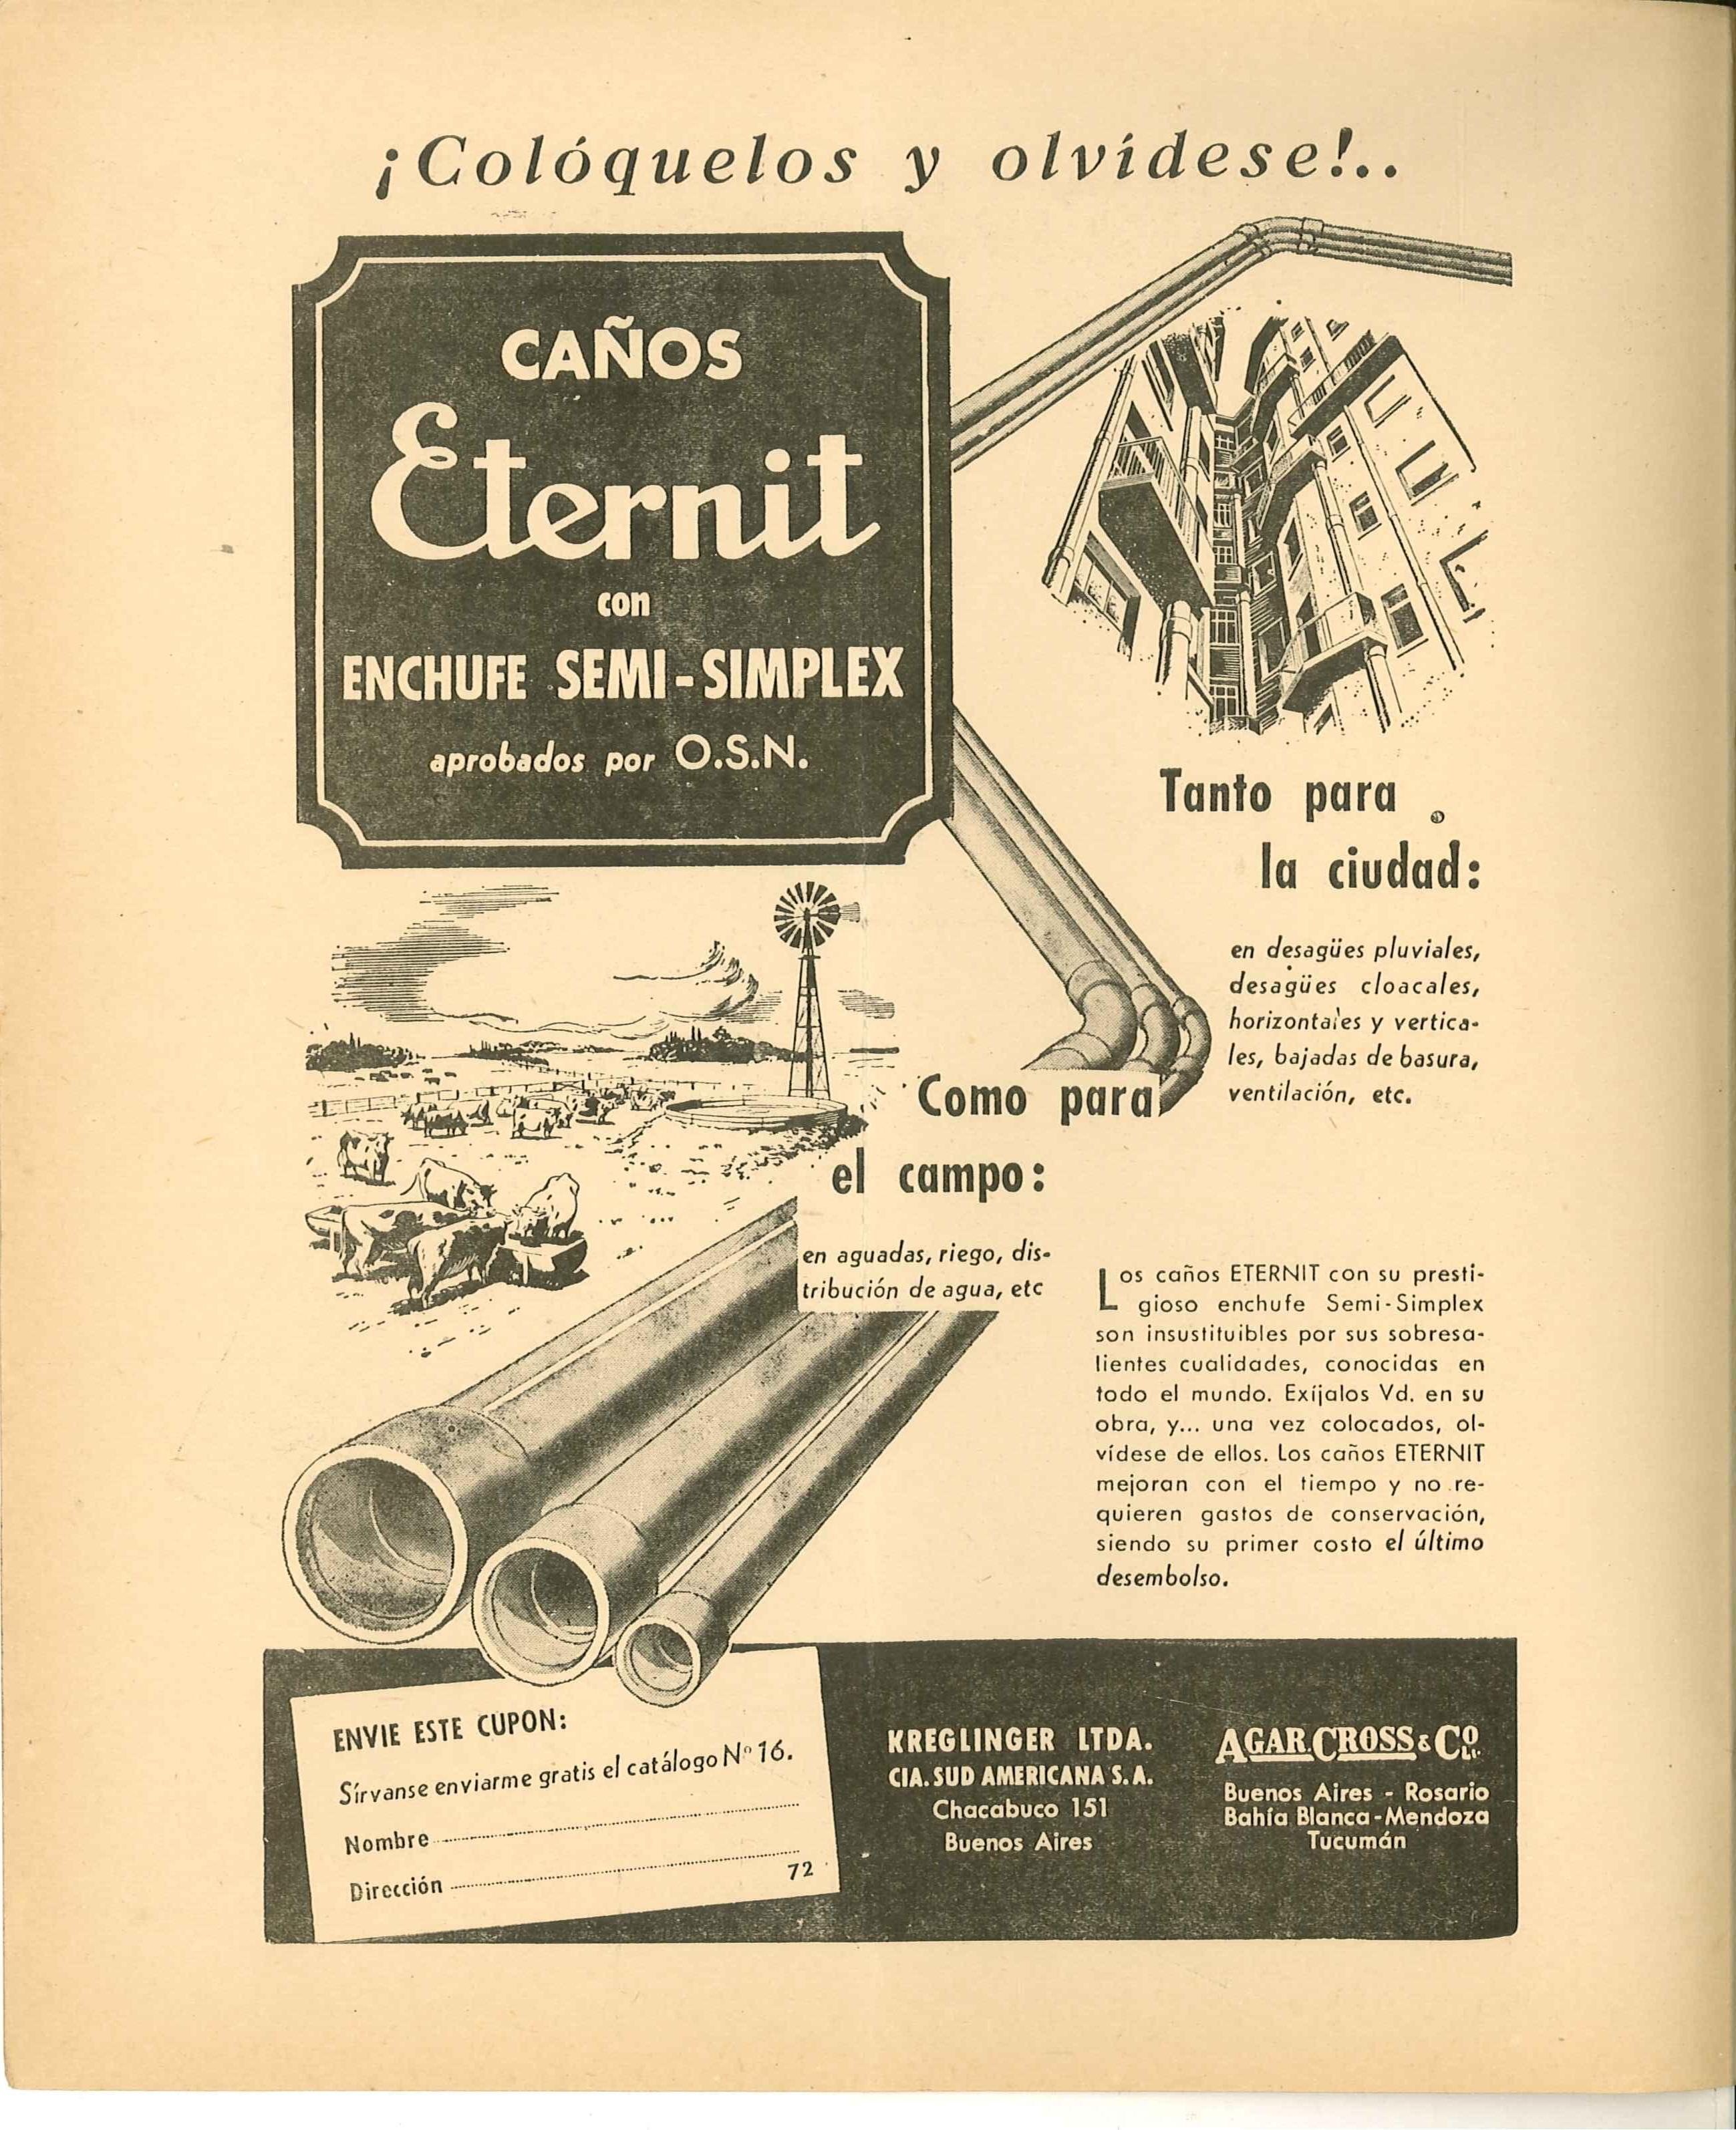 ¡Colóquelos y olvídese!..
CAÑOS
Eternit
con
ENCHUFE SEMI-SIMPLEX
aprobados por O.S.N.
Tanto para
la ciudad:
en desagües pluviales,
desagües cloacales,
horizontales y vertica-
les, bajadas de basura,
ventilación, etc.
Como para
el campo:
en aguadas, riego, dis-
tribución de agua, etc
Los caños ETERNIT con su presti-
gioso enchufe Semi-Simplex
son insustituibles por sus sobresa-
lientes cualidades, conocidas en
todo el mundo. Exíjalos Vd. en su
obra, y... una vez colocados, ol-
vídese de ellos. Los caños ETERNIT
mejoran con el tiempo y no re-
quieren gastos de conservación,
siendo su primer costo el último
desembolso.
ENVIE ESTE CUPON:
Sírvanse enviarme gratis el catálogo Nº 16.
Nombre
Dirección
72
KREGLINGER LTDA.
CIA. SUD AMERICANA S.A.
Chacabuco 151
Buenos Aires
AGAR, CROSS & Co Lt.
Buenos Aires - Rosario
Bahía Blanca - Mendoza
Tucumán